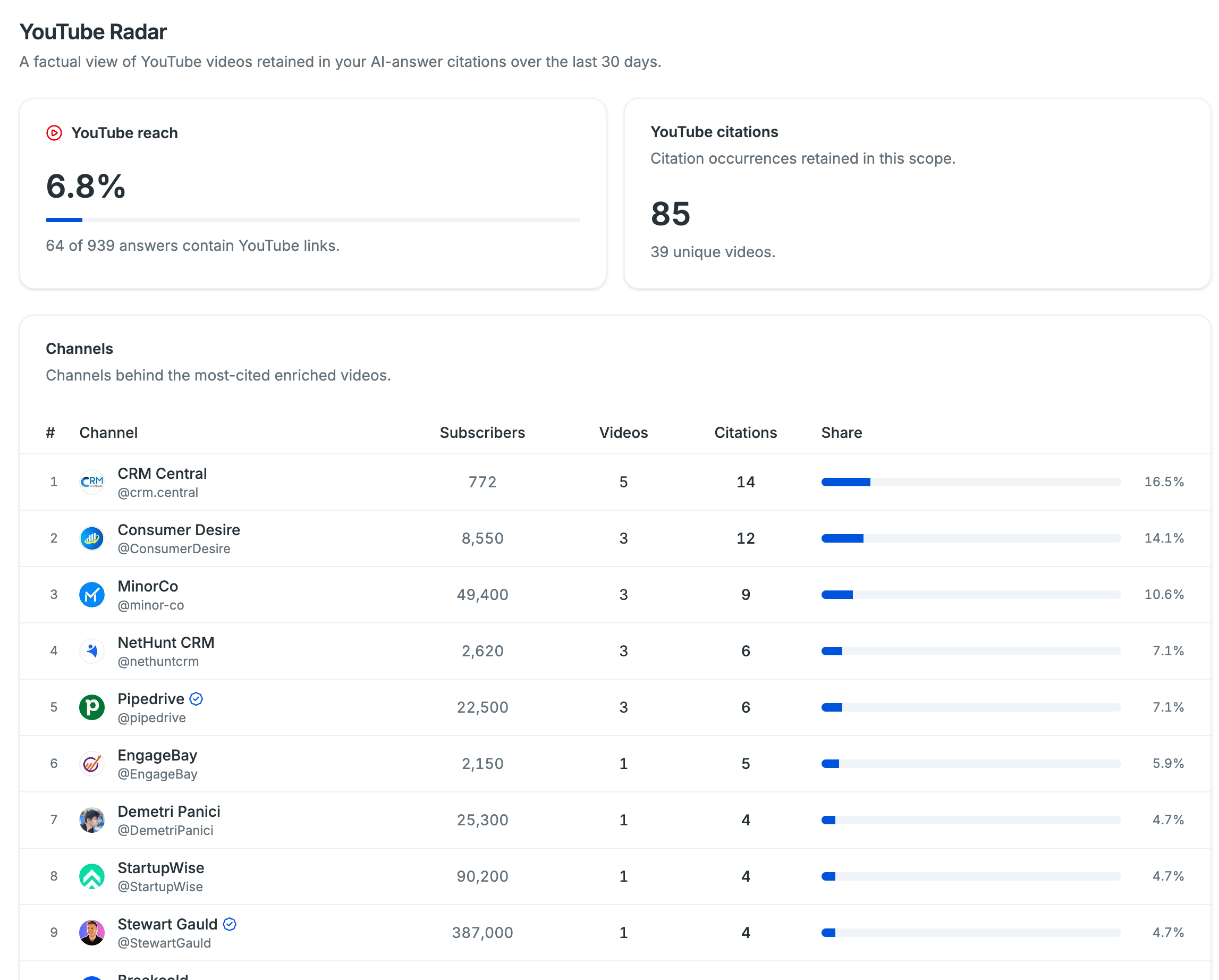 YouTube Radar
A factual view of YouTube videos retained in your AI-answer citations over the last 30 days.
YouTube reach
6.8%
64 of 939 answers contain YouTube links.
YouTube citations
Citation occurrences retained in this scope.
85
39 unique videos.
Channels
Channels behind the most-cited enriched videos.
# Channel Subscribers Videos Citations Share
1 CRM CRM Central 772 5 14 16.5%
@crm.central
2 Consumer Desire 8,550 3 12 14.1%
@ConsumerDesire
3 MinorCo 49,400 3 9 10.6%
@minor-co
4 NetHunt CRM 2,620 3 6 7.1%
@nethuntcrm
5 Pipedrive 22,500 3 6 7.1%
@pipedrive
6 EngageBay 2,150 1 5 5.9%
@EngageBay
7 Demetri Panici 25,300 1 4 4.7%
@DemetriPanici
8 StartupWise 90,200 1 4 4.7%
@StartupWise
9 Stewart Gauld 387,000 1 4 4.7%
@StewartGauld